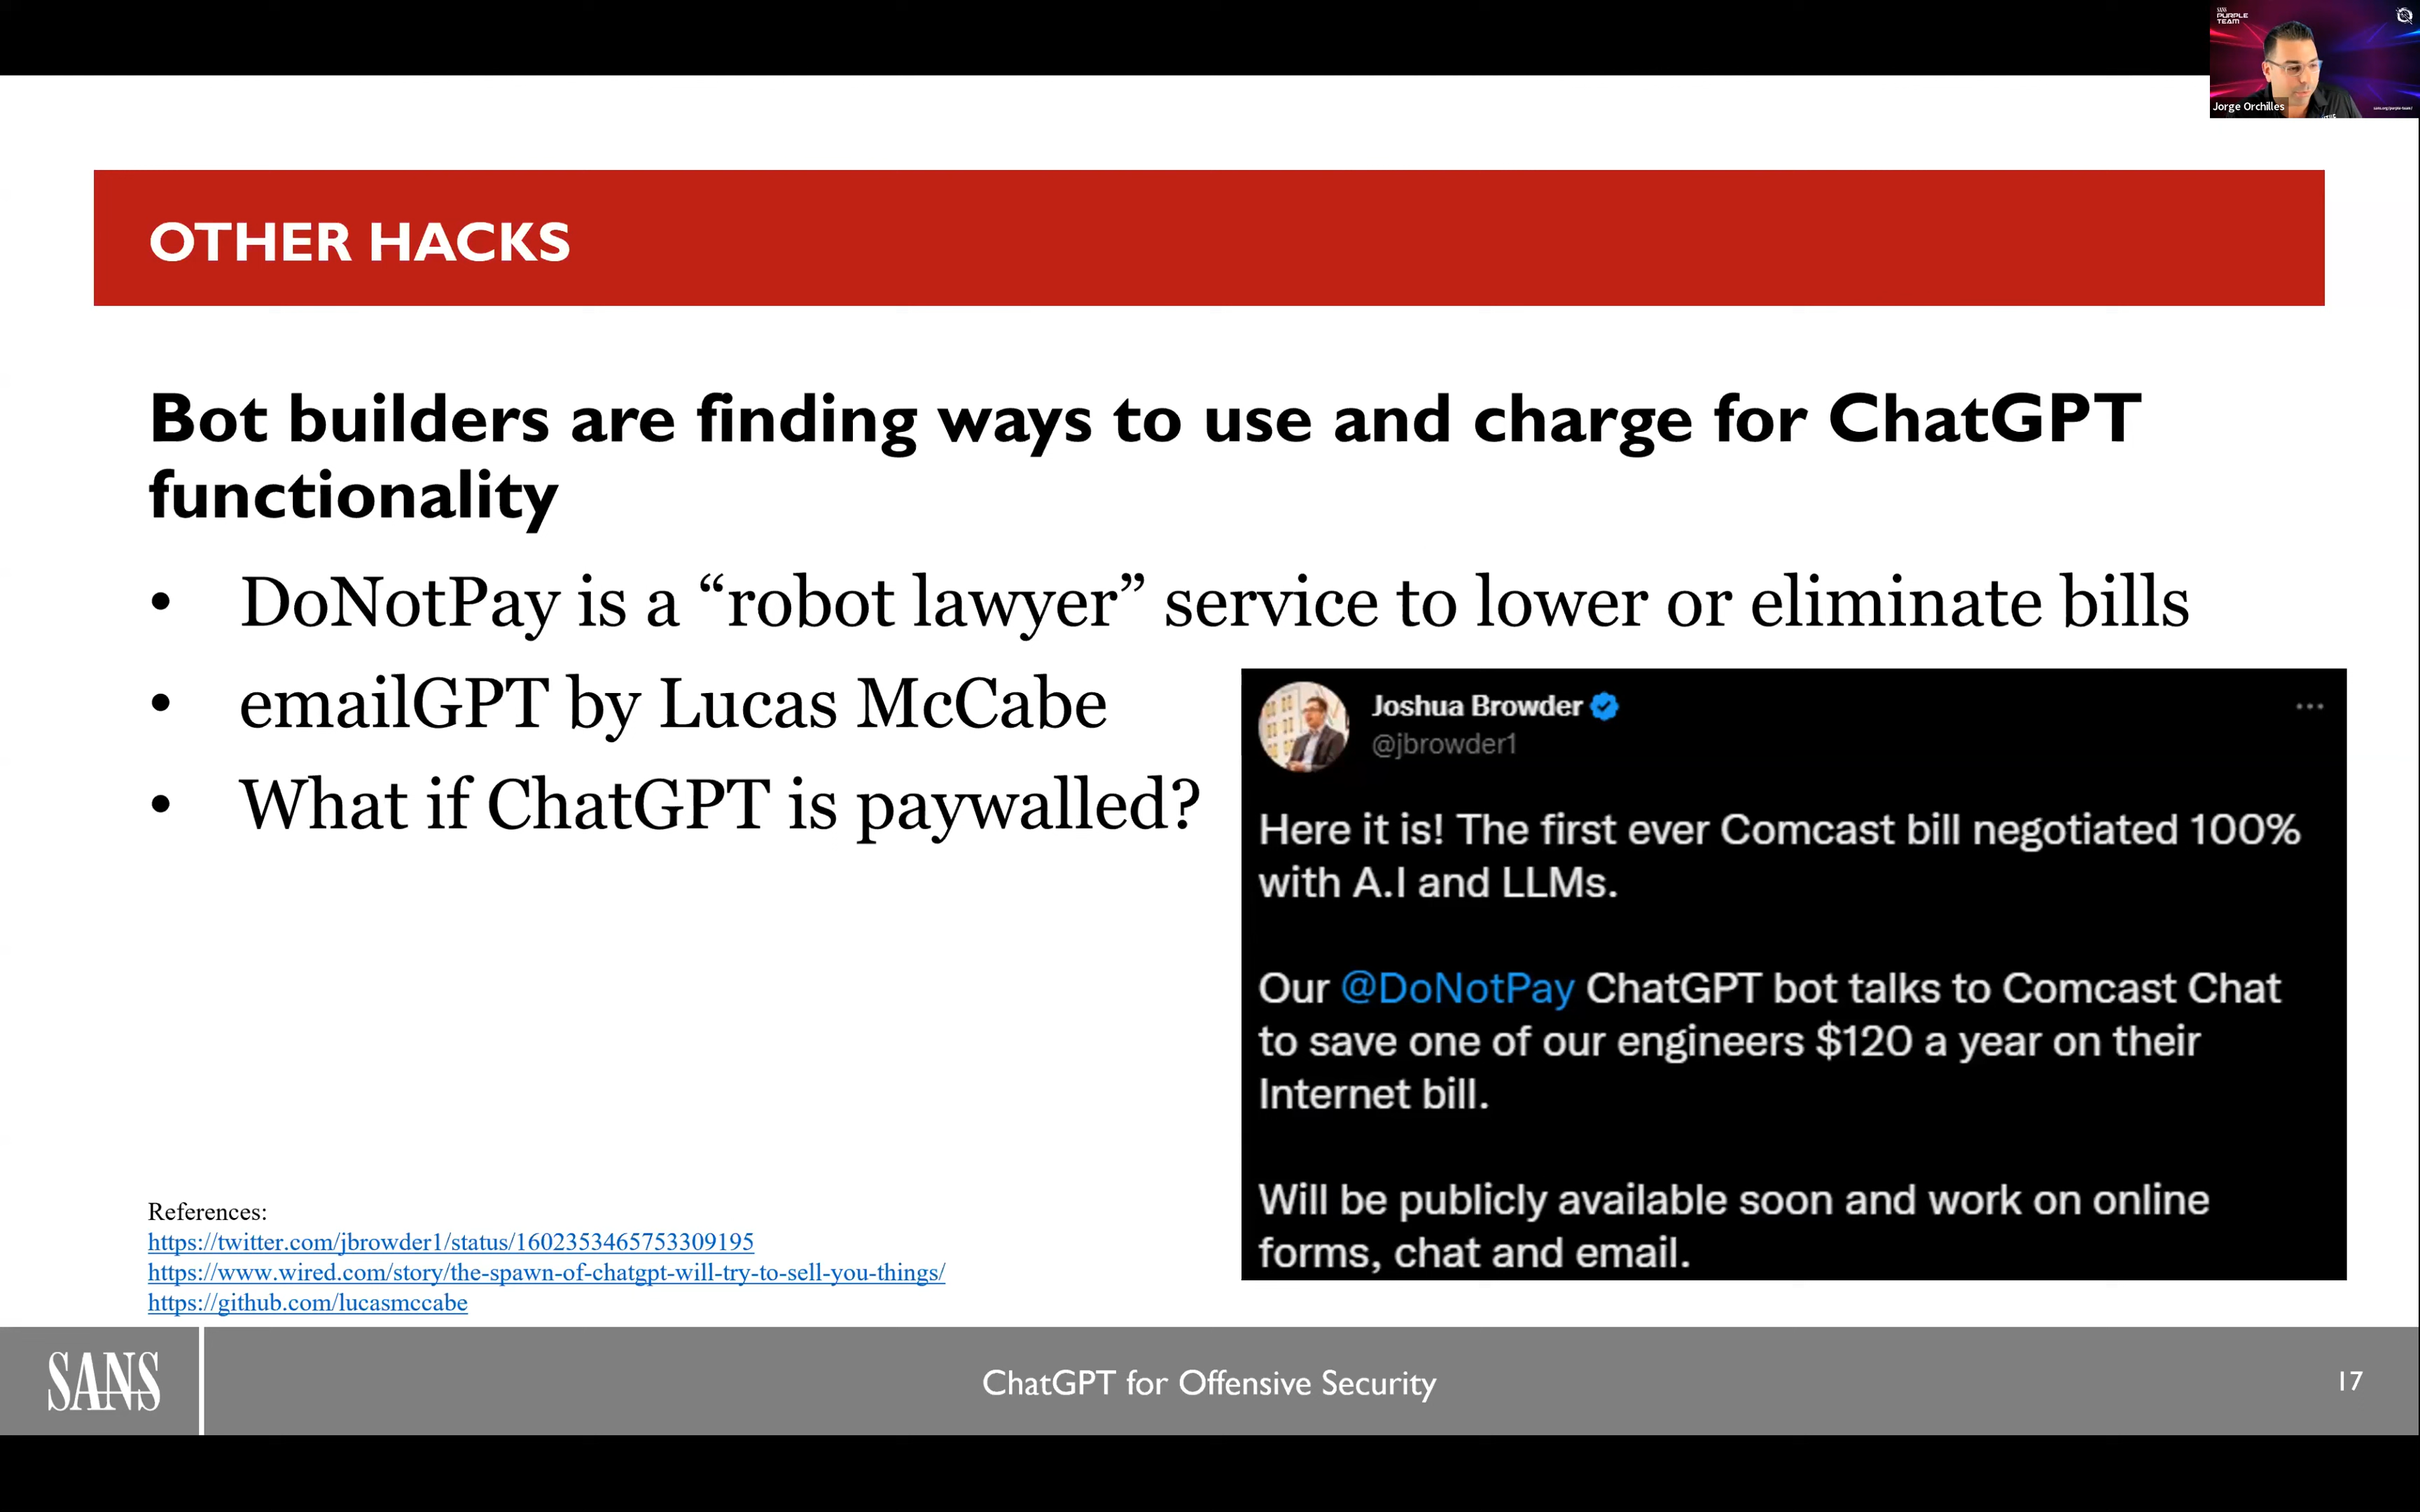 SANS
PURPLE
TEAM
Jorge Orchilles
OTHER HACKS
Bot builders are finding ways to use and charge for ChatGPT
functionality
• DoNotPay is a “robot lawyer” service to lower or eliminate bills
• emailGPT by Lucas McCabe
• What if ChatGPT is paywalled?
Joshua Browder
@jbrowder1
Here it is! The first ever Comcast bill negotiated 100%
with A.I and LLMs.
Our @DoNotPay ChatGPT bot talks to Comcast Chat
to save one of our engineers $120 a year on their
Internet bill.
Will be publicly available soon and work on online
forms, chat and email.
References:
https://twitter.com/jbrowder1/status/1602353465753309195
https://www.wired.com/story/the-spawn-of-chatgpt-will-try-to-sell-you-things/
https://github.com/lucasmccabe
SANS
ChatGPT for Offensive Security
17